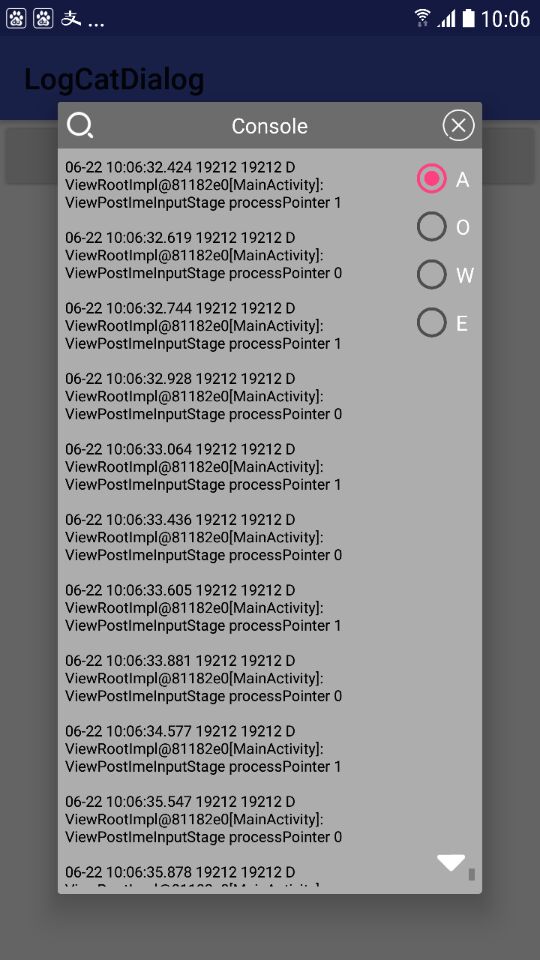 支 ... 10:06
LogCatDialog
Console
06-22 10:06:32.424 19212 19212 D
ViewRootImpl@81182e0[MainActivity]:
ViewPostImeInputStage processPointer 1
06-22 10:06:32.619 19212 19212 D
ViewRootImpl@81182e0[MainActivity]:
ViewPostImeInputStage processPointer 0
06-22 10:06:32.744 19212 19212 D
ViewRootImpl@81182e0[MainActivity]:
ViewPostImeInputStage processPointer 1
06-22 10:06:32.928 19212 19212 D
ViewRootImpl@81182e0[MainActivity]:
ViewPostImeInputStage processPointer 0
06-22 10:06:33.064 19212 19212 D
ViewRootImpl@81182e0[MainActivity]:
ViewPostImeInputStage processPointer 1
06-22 10:06:33.436 19212 19212 D
ViewRootImpl@81182e0[MainActivity]:
ViewPostImeInputStage processPointer 0
06-22 10:06:33.605 19212 19212 D
ViewRootImpl@81182e0[MainActivity]:
ViewPostImeInputStage processPointer 1
06-22 10:06:33.881 19212 19212 D
ViewRootImpl@81182e0[MainActivity]:
ViewPostImeInputStage processPointer 0
06-22 10:06:34.577 19212 19212 D
ViewRootImpl@81182e0[MainActivity]:
ViewPostImeInputStage processPointer 1
06-22 10:06:35.547 19212 19212 D
ViewRootImpl@81182e0[MainActivity]:
ViewPostImeInputStage processPointer 0
06-22 10:06:35.878 19212 19212 D
A
O
W
E